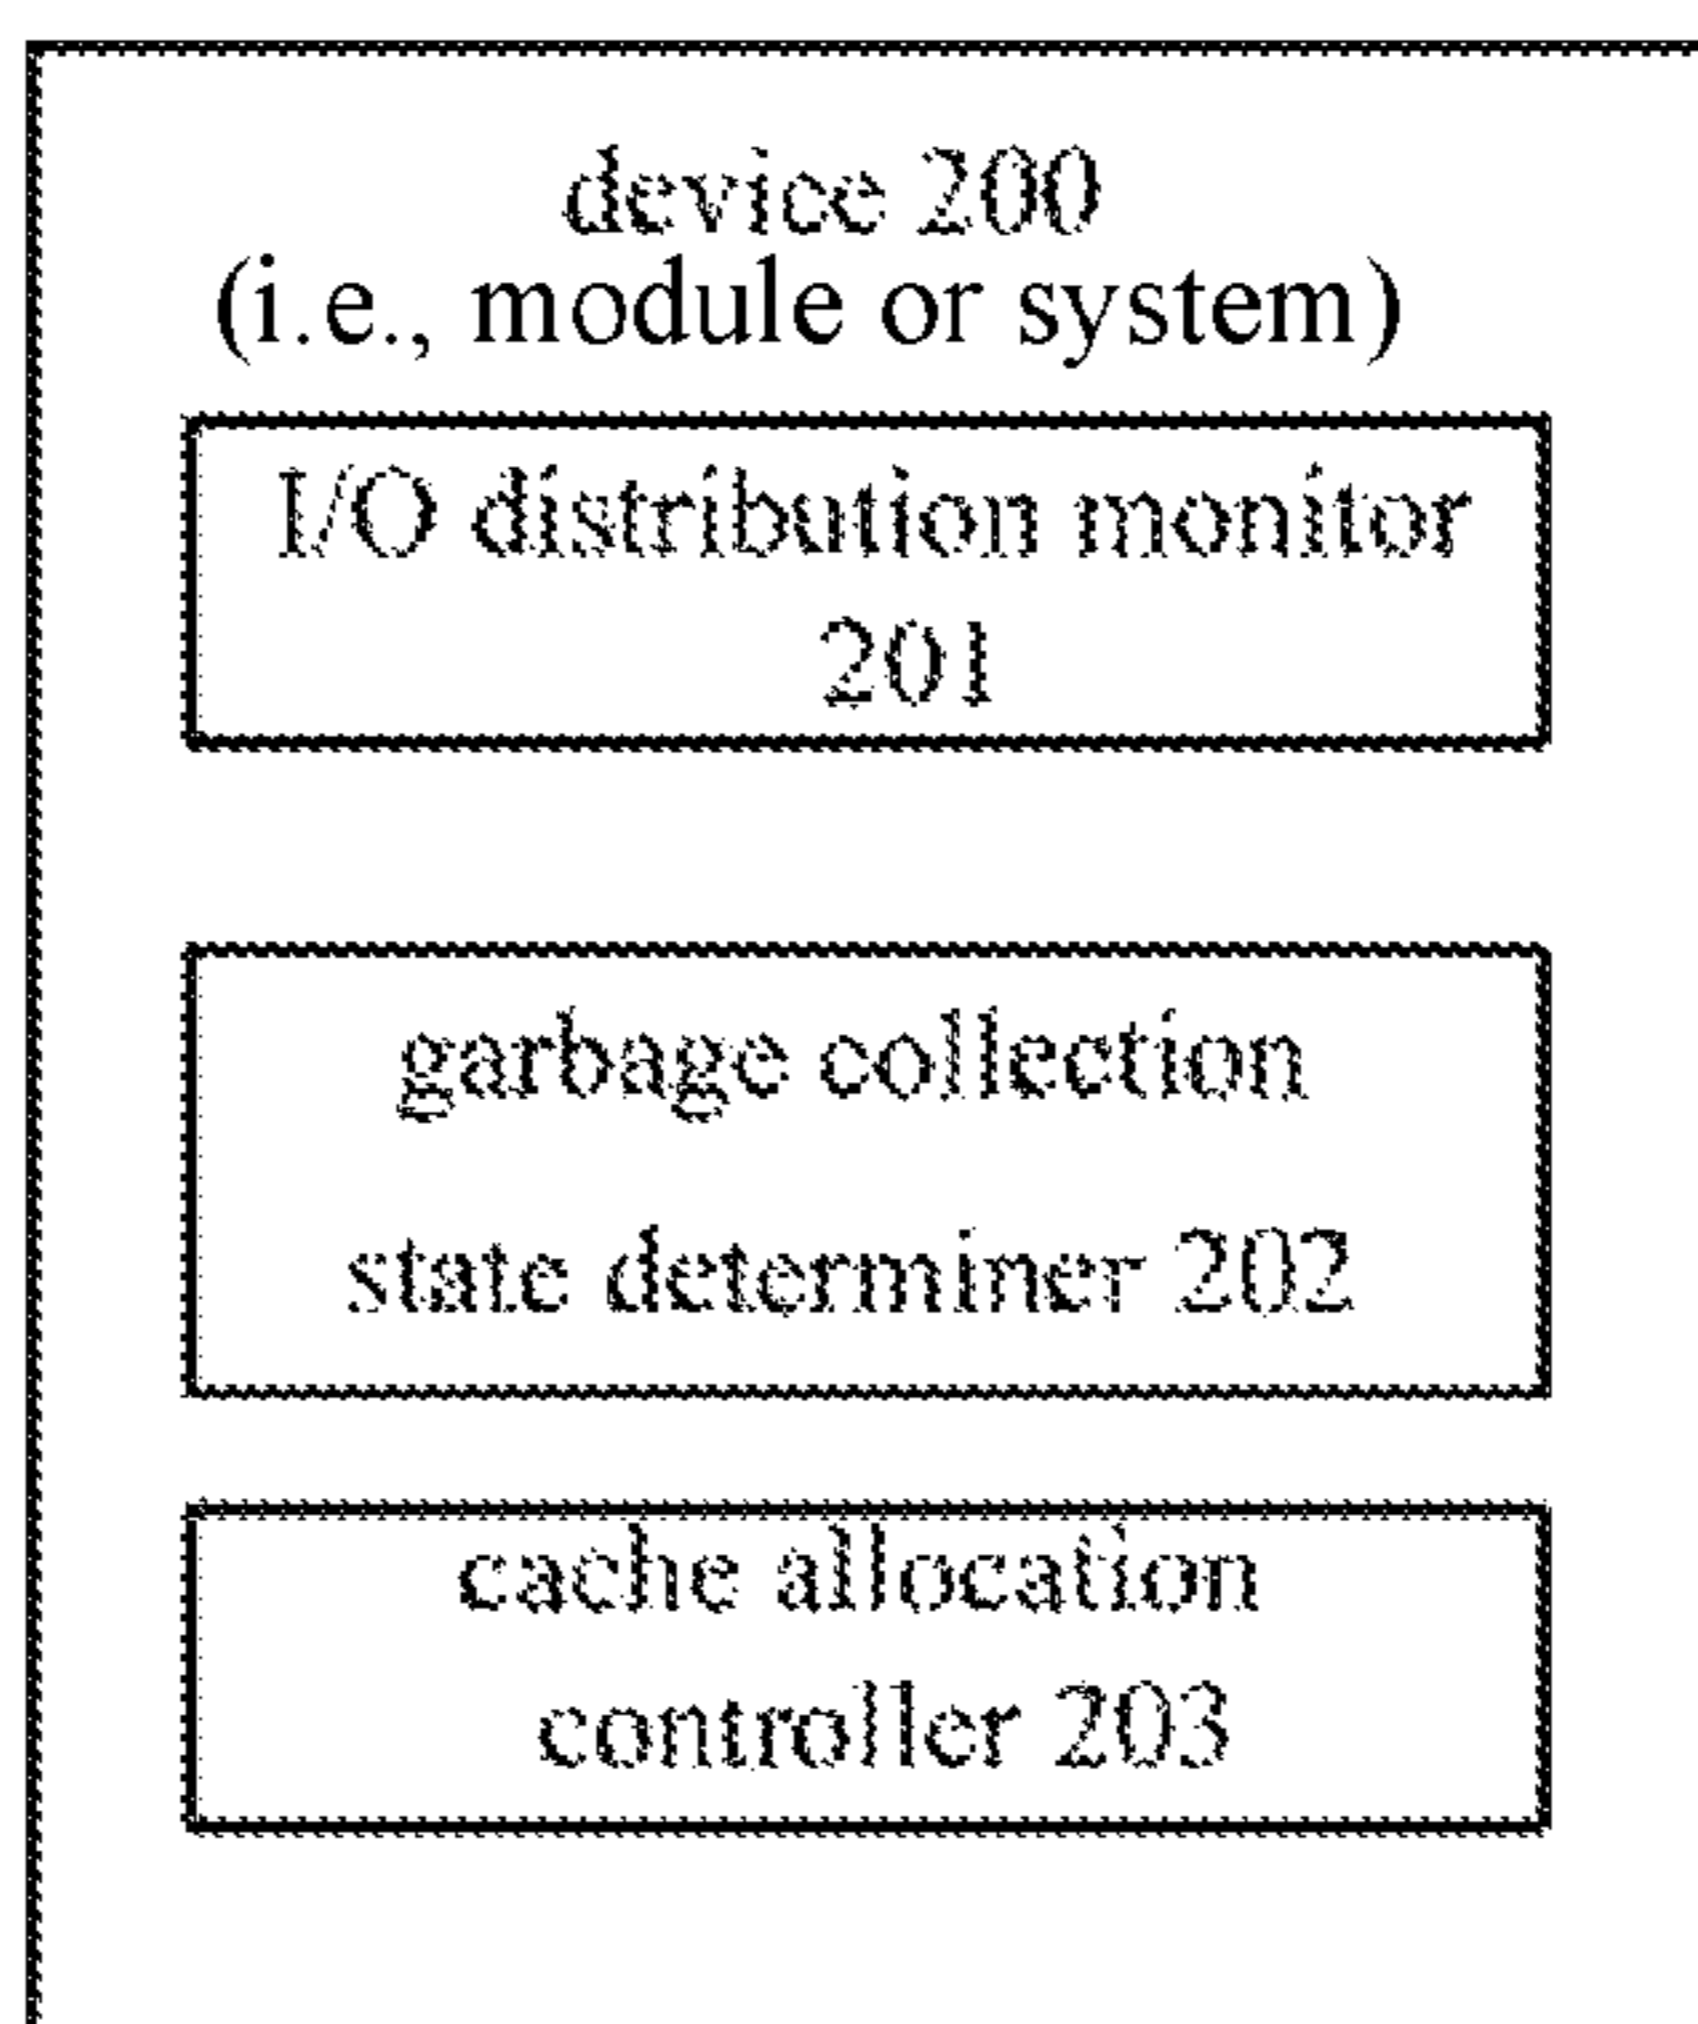 device 200
(i.e., module or system)
I/O distribution monitor
201
garbage collection
state determiner 202
cache allocation
controller 203